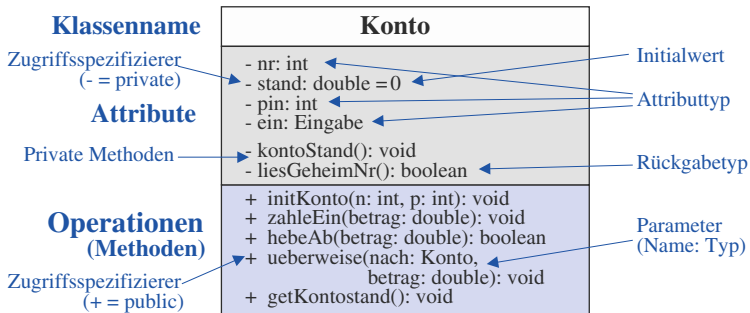 Klassenname
Konto
Zugriffsspezifizierer
(- = private)
Attribute
- nr: int
- stand: double = 0
- pin: int
- ein: Eingabe
Initialwert
Attributtyp
Private Methoden
- kontoStand(): void
- liesGeheimNr(): boolean
Rückgabetyp
Operationen
(Methoden)
Zugriffsspezifizierer
(+ = public)
+ initKonto(n: int, p: int): void
+ zahleEin(betrag: double): void
+ hebeAb(betrag: double): boolean
+ ueberweise(nach: Konto,
betrag: double): void
+ getKontostand(): void
Parameter
(Name: Typ)